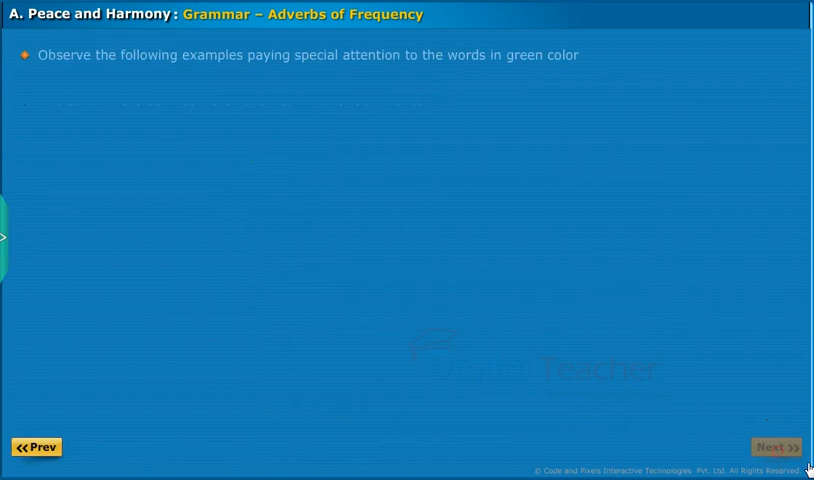 A. Peace and Harmony : Grammar – Adverbs of Frequency
Observe the following examples paying special attention to the words in green color
Digital Teacher
Prev
Next
© Code and Pixels Interactive Technologies Pvt. Ltd. All Rights Reserved.